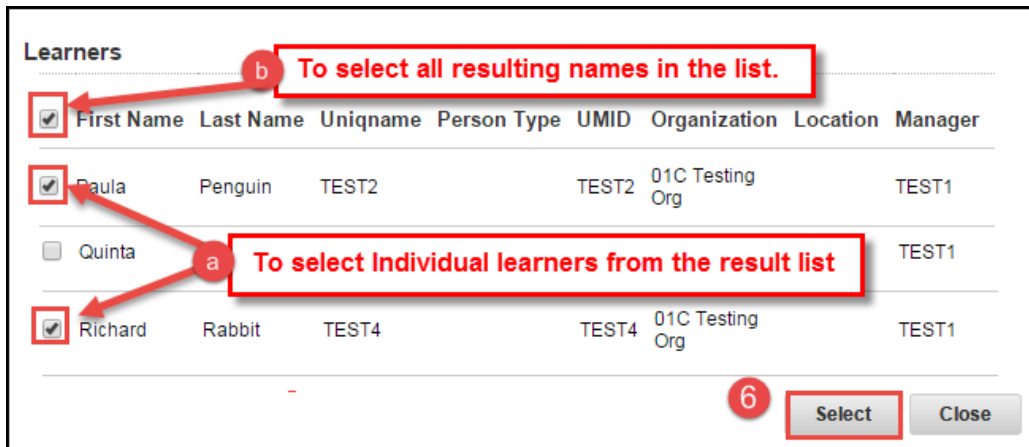 Learners
b To select all resulting names in the list.
First Name Last Name Uniqname Person Type UMID Organization Location Manager
Paula Penguin TEST2 TEST2 01C Testing Org TEST1
Quinta TEST1
a To select Individual learners from the result list
Richard Rabbit TEST4 TEST4 01C Testing Org TEST1
6 Select Close